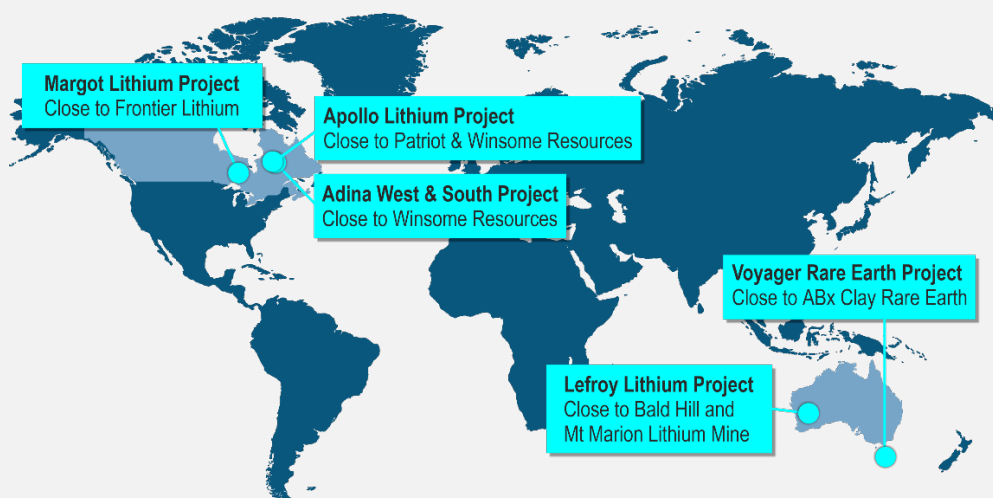 Margot Lithium Project
Close to Frontier Lithium
Apollo Lithium Project
Close to Patriot & Winsome Resources
Adina West & South Project
Close to Winsome Resources
Voyager Rare Earth Project
Close to ABx Clay Rare Earth
Lefroy Lithium Project
Close to Bald Hill and
Mt Marion Lithium Mine